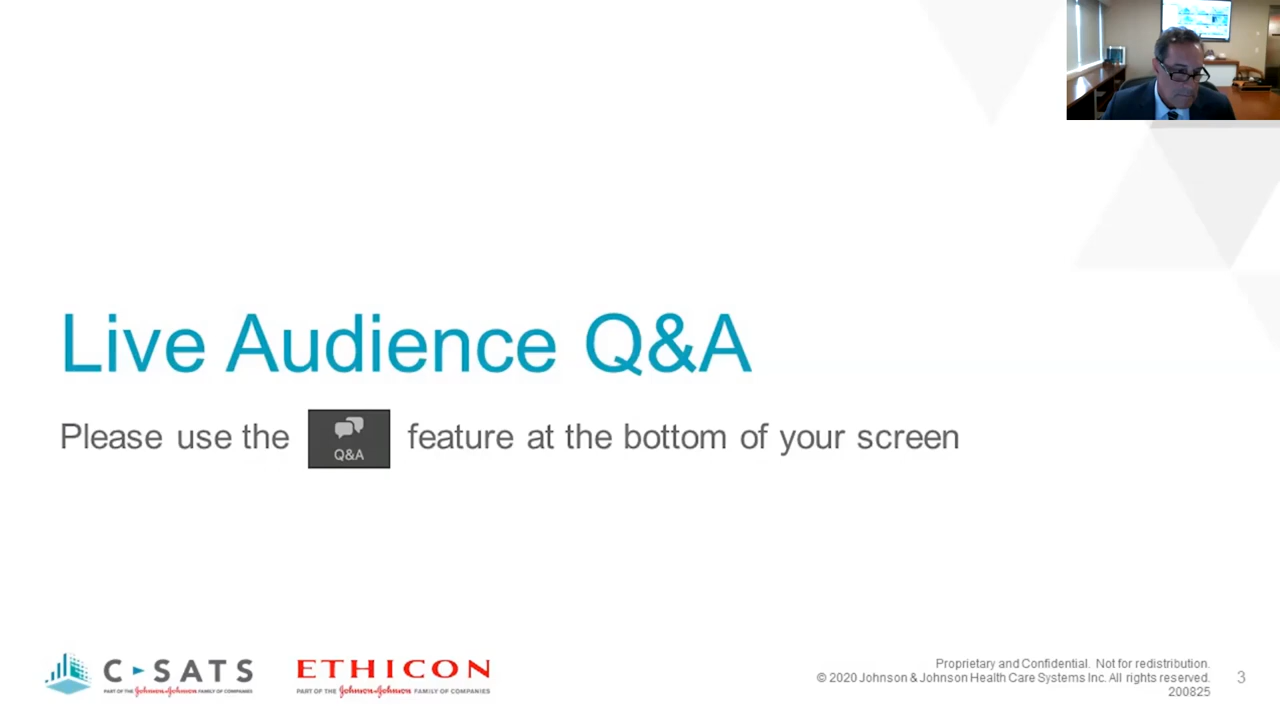 Live Audience Q&A
Please use the Q&A feature at the bottom of your screen
C-SATS
PART OF THE Johnson & Johnson FAMILY OF COMPANIES
ETHICON
PART OF THE Johnson & Johnson FAMILY OF COMPANIES
Proprietary and Confidential. Not for redistribution.
© 2020 Johnson & Johnson Health Care Systems Inc. All rights reserved.
200825
3